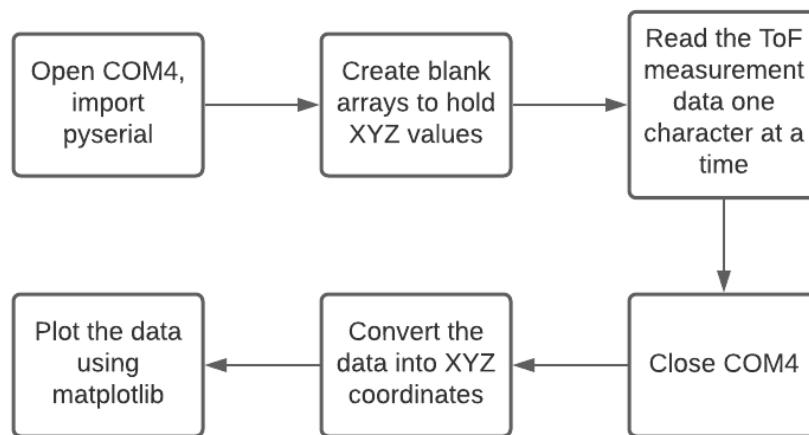 Open COM4,
import
pyserial
Create blank
arrays to hold
XYZ values
Read the ToF
measurement
data one
character at a
time
Close COM4
Convert the
data into XYZ
coordinates
Plot the data
using
matplotlib